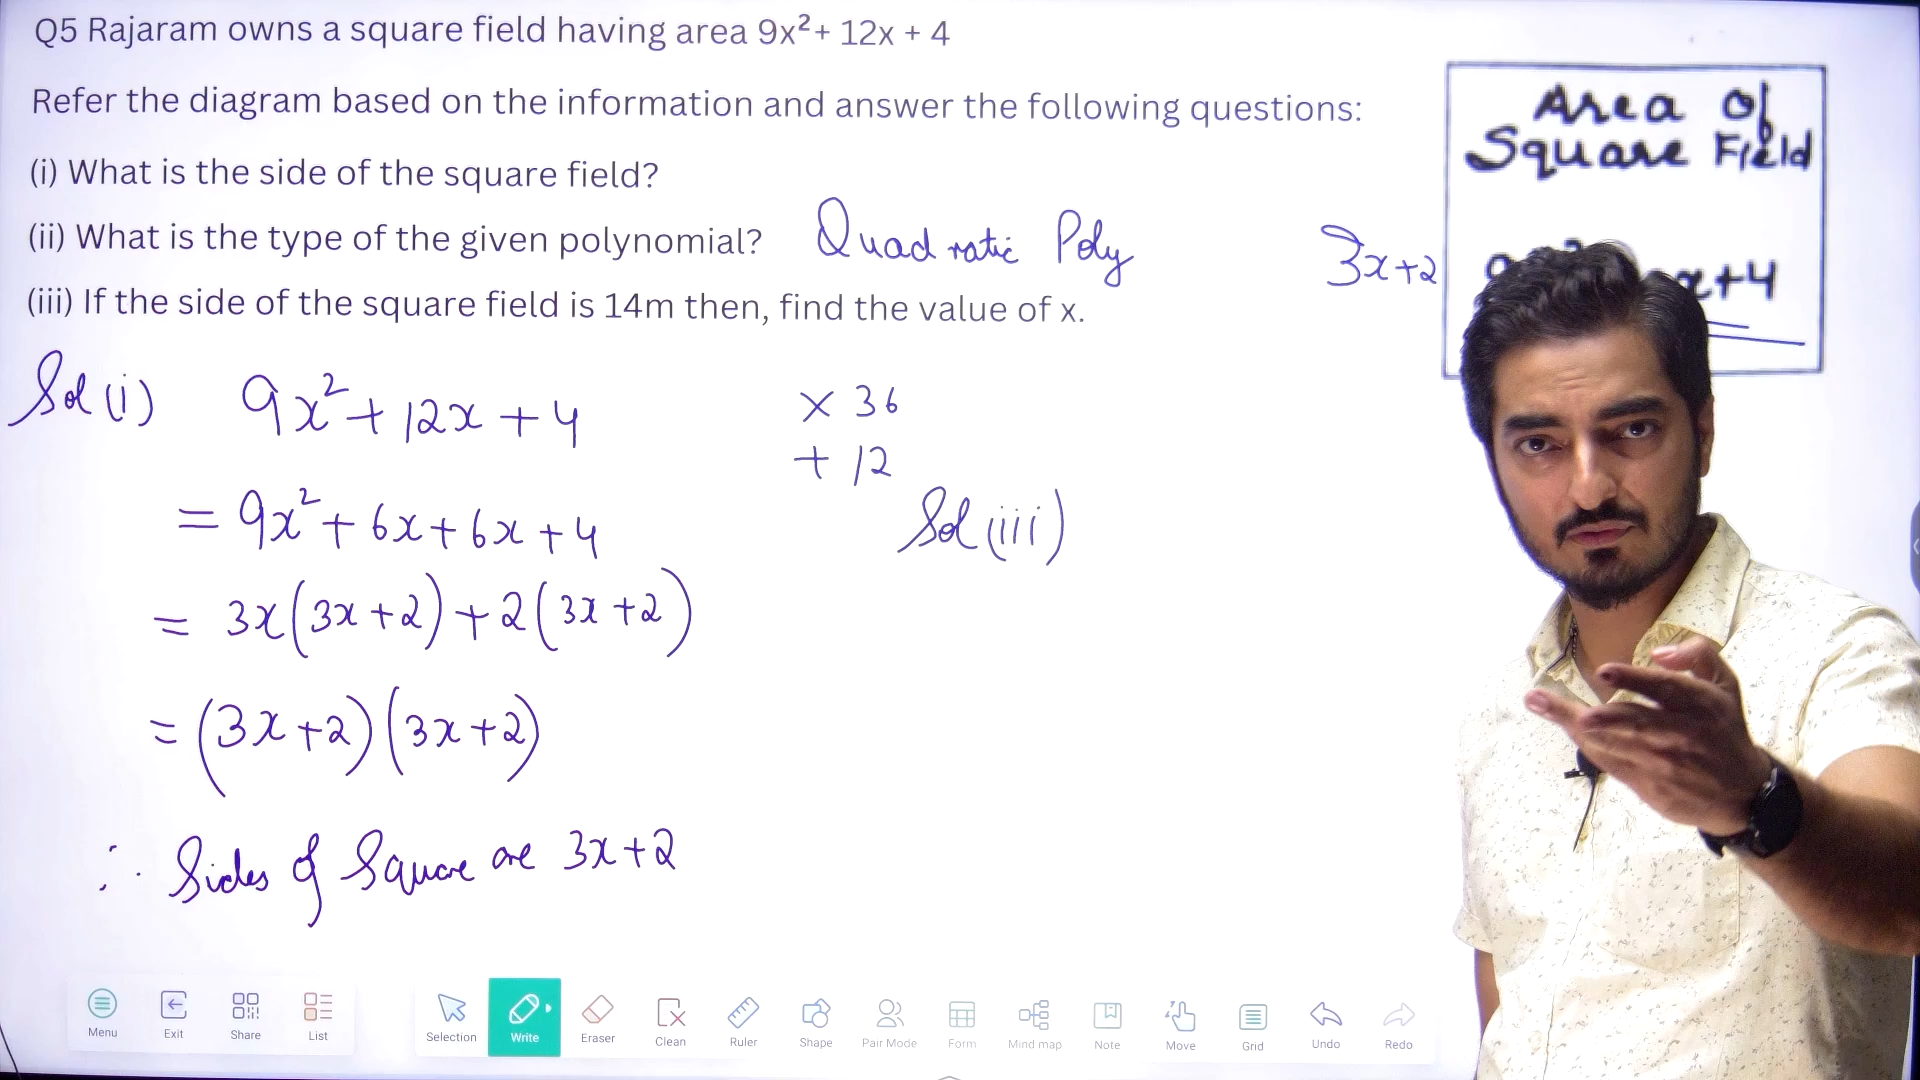 Q5 Rajaram owns a square field having area 9x²+ 12x + 4
Refer the diagram based on the information and answer the following questions:
(i) What is the side of the square field?
(ii) What is the type of the given polynomial? Quadratic Poly
(iii) If the side of the square field is 14m then, find the value of x.
Area Of
Square Field
x+4
3x+2
Sol (i) 9x² + 12x + 4
× 36
+ 12
= 9x² + 6x + 6x + 4
= 3x(3x+2) + 2(3x+2)
= (3x+2)(3x+2)
∴ Sides of Square are 3x+2
Sol (iii)
Menu Exit Share List Selection Write Eraser Clean Ruler Shape Pair Mode Form Mind map Note Move Grid Undo Redo